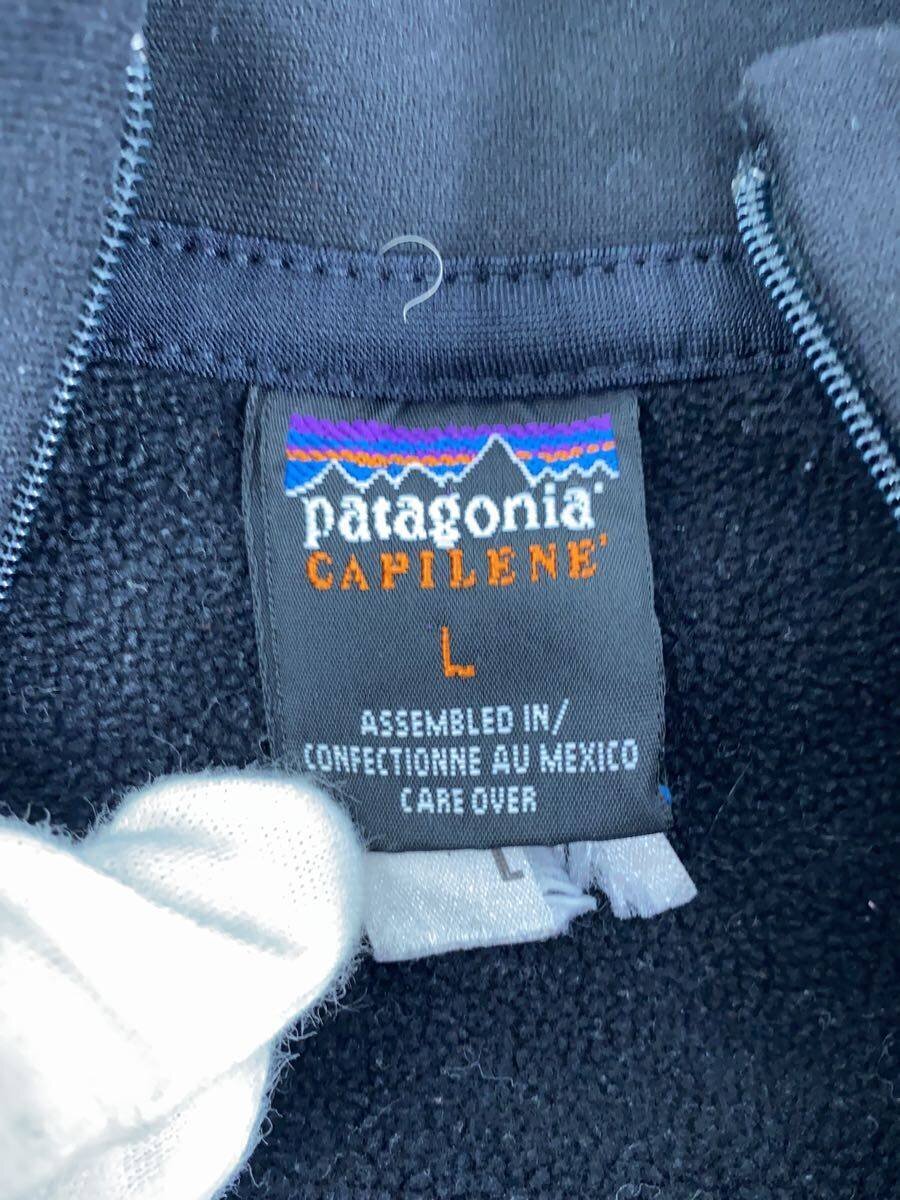 patagonia®
CAPILENE®
L
ASSEMBLED IN/
CONFECTIONNE AU MEXICO
CARE OVER
L